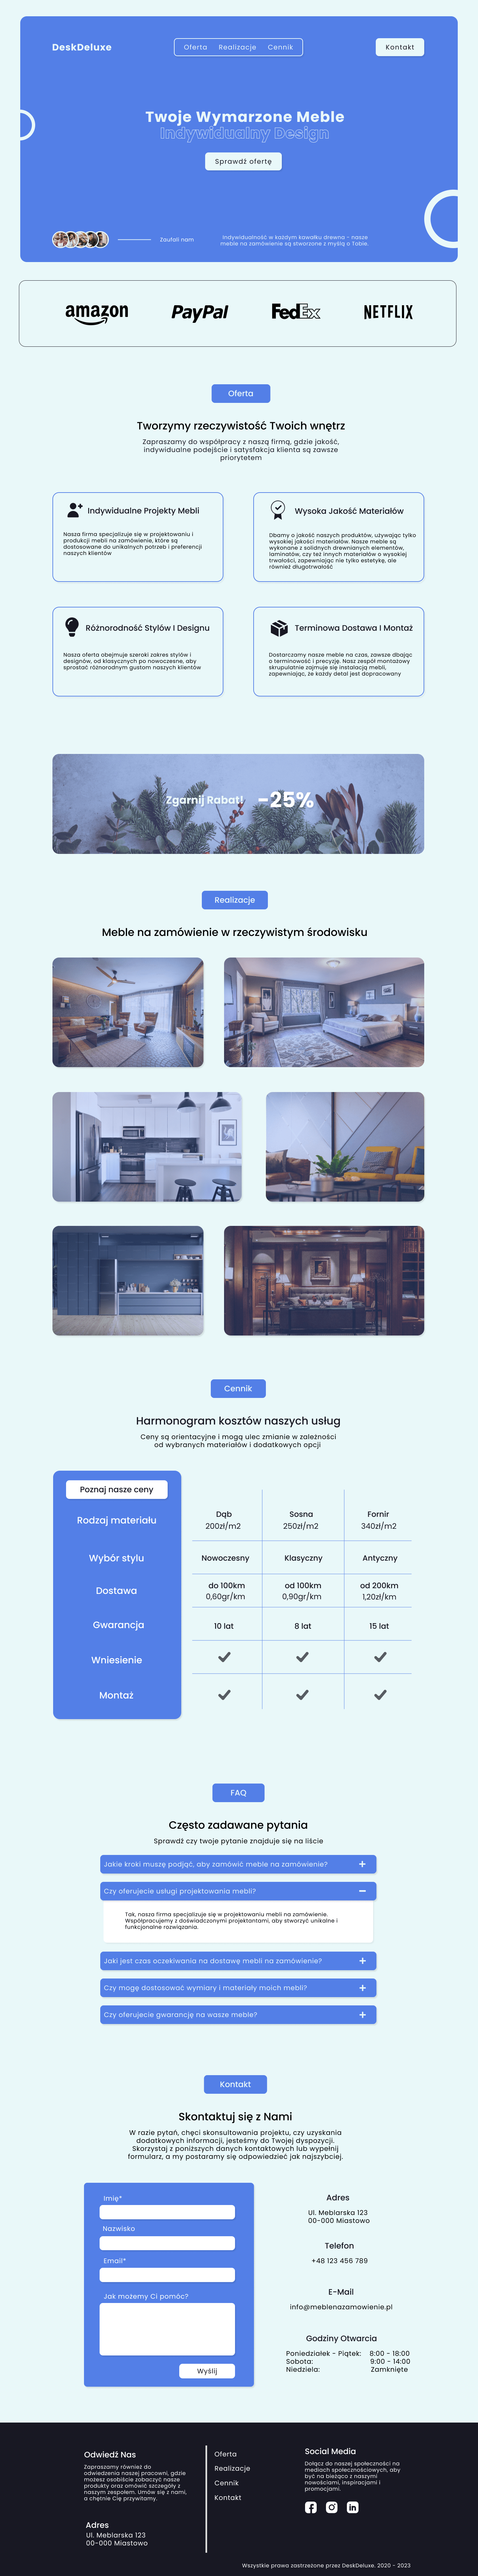 DeskDeluxe
Oferta Realizacje Cennik
Kontakt
Twoje Wymarzone Meble
Indywidualny Design
Sprawdź ofertę
Zaufali nam
Indywidualność w każdym kawałku drewna - nasze
meble na zamówienie są stworzone z myślą o Tobie.
amazon
PayPal
FedEx
NETFLIX
Oferta
Tworzymy rzeczywistość Twoich wnętrz
Zapraszamy do współpracy z naszą firmą, gdzie jakość,
indywidualne podejście i satysfakcja klienta są zawsze
priorytetem
Indywidualne Projekty Mebli
Nasza firma specjalizuje się w projektowaniu i
produkcji mebli na zamówienie, które są
dostosowane do unikalnych potrzeb i preferencji
naszych klientów
Wysoka Jakość Materiałów
Dbamy o jakość naszych produktów, używając tylko
wysokiej jakości materiałów. Nasze meble są
wykonane z solidnych drewnianych elementów,
laminatów, czy też innych materiałów o wysokiej
trwałości, zapewniając nie tylko estetykę, ale
również długotrwałość
Różnorodność Stylów I Designu
Nasza oferta obejmuje szeroki zakres stylów i
designów, od klasycznych po nowoczesne, aby
sprostać różnorodnym gustom naszych klientów
Terminowa Dostawa I Montaż
Dostarczamy nasze meble na czas, zawsze dbając
o terminowość i precyzję. Nasz zespół montażowy
skrupulatnie zajmuje się instalacją mebli,
zapewniając, że każdy detal jest dopracowany
Zgarnij Rabat! -25%
Realizacje
Meble na zamówienie w rzeczywistym środowisku
Cennik
Harmonogram kosztów naszych usług
Ceny są orientacyjne i mogą ulec zmianie w zależności
od wybranych materiałów i dodatkowych opcji
Poznaj nasze ceny
Rodzaj materiału
Dąb Sosna Fornir
200zł/m2 250zł/m2 340zł/m2
Wybór stylu
Nowoczesny Klasyczny Antyczny
Dostawa
do 100km od 100km od 200km
0,60gr/km 0,90gr/km 1,20zł/km
Gwarancja
10 lat 8 lat 15 lat
Wniesienie
Montaż
FAQ
Często zadawane pytania
Sprawdź czy twoje pytanie znajduje się na liście
Jakie kroki muszę podjąć, aby zamówić meble na zamówienie?
Czy oferujecie usługi projektowania mebli?
Tak, nasza firma specjalizuje się w projektowaniu mebli na zamówienie.
Współpracujemy z doświadczonymi projektantami, aby stworzyć unikalne i
funkcjonalne rozwiązania.
Jaki jest czas oczekiwania na dostawę mebli na zamówienie?
Czy mogę dostosować wymiary i materiały moich mebli?
Czy oferujecie gwarancję na wasze meble?
Kontakt
Skontaktuj się z Nami
W razie pytań, chęci skonsultowania projektu, czy uzyskania
dodatkowych informacji, jesteśmy do Twojej dyspozycji.
Skorzystaj z poniższych danych kontaktowych lub wypełnij
formularz, a my postaramy się odpowiedzieć jak najszybciej.
Imię*
Nazwisko
Email*
Jak możemy Ci pomóc?
Wyślij
Adres
Ul. Meblarska 123
00-000 Miastowo
Telefon
+48 123 456 789
E-Mail
info@meblenazamowienie.pl
Godziny Otwarcia
Poniedziałek - Piątek: 8:00 - 18:00
Sobota: 9:00 - 14:00
Niedziela: Zamknięte
Odwiedź Nas
Zapraszamy również do
odwiedzenia naszej pracowni, gdzie
możesz osobiście zobaczyć nasze
produkty oraz omówić szczegóły z
naszym zespołem. Umów się z nami,
a chętnie Cię przywitamy.
Adres
Ul. Meblarska 123
00-000 Miastowo
Oferta
Realizacje
Cennik
Kontakt
Social Media
Dołącz do naszej społeczności na
mediach społecznościowych, aby
być na bieżąco z naszymi
nowościami, inspiracjami i
promocjami.
Wszystkie prawa zastrzeżone przez DeskDeluxe. 2020 - 2023